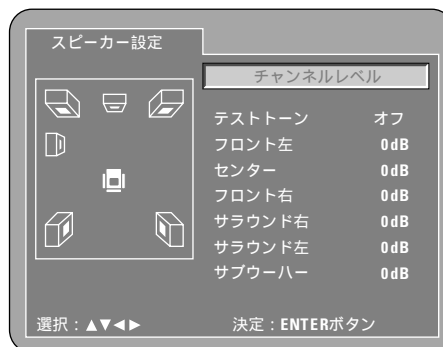 スピーカー設定
チャンネルレベル
テストトーン オフ
フロント左 0dB
センター 0dB
フロント右 0dB
サラウンド右 0dB
サラウンド左 0dB
サブウーハー 0dB
選択：▲▼◀▶ 決定：ENTERボタン